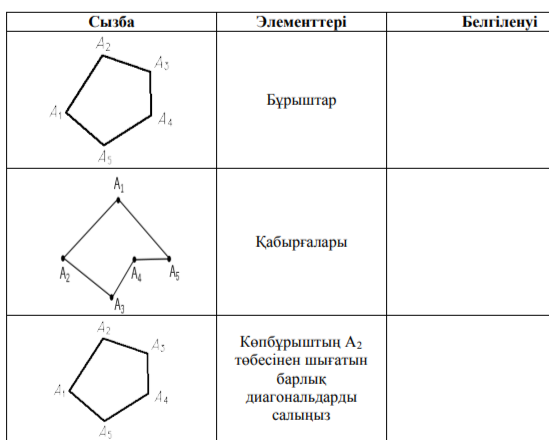 Сызба Элементтері Белгіленуі
A₂
A₃
A₁
A₄
A₅
Бұрыштар
A₁
A₂
A₄
A₅
A₃
Қабырғалары
A₂
A₃
A₁
A₄
A₅
Көпбұрыштың A₂
төбесінен шығатын
барлық
диагональдарды
салыңыз